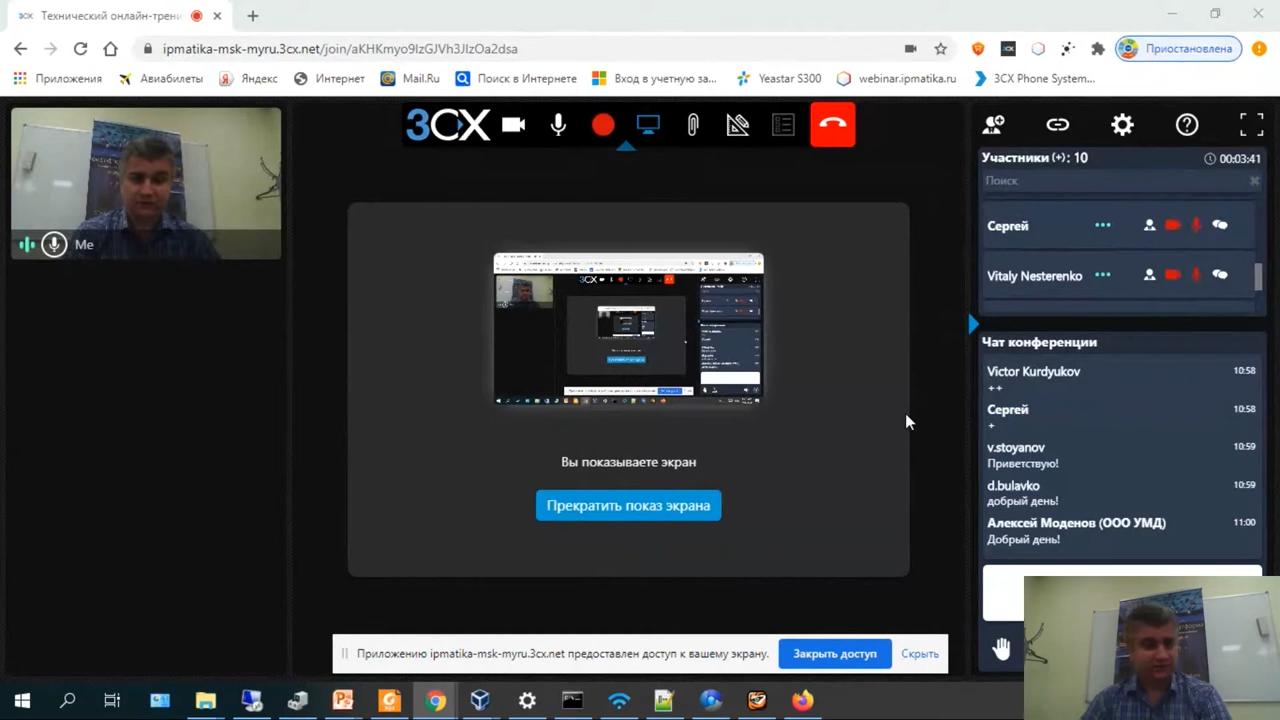 Технический онлайн-трени
ipmatika-msk-myru.3cx.net/join/aKHKmyo9IzGJVh3JIzOa2dsa
Приостановлена
Приложения
Авиабилеты
Яндекс
Интернет
Mail.Ru
Поиск в Интернете
Вход в учетную за...
Yeastar S300
webinar.ipmatika.ru
3CX Phone System...
3CX
Me
Участники (+): 10
00:03:41
Поиск
Сергей
Vitaly Nesterenko
Чат конференции
Victor Kurdyukov 10:58
++
Сергей 10:58
+
v.stoyanov 10:59
Приветствую!
d.bulavko 10:59
добрый день!
Алексей Моденов (ООО УМД) 11:00
Добрый день!
Вы показываете экран
Прекратить показ экрана
Приложению ipmatika-msk-myru.3cx.net предоставлен доступ к вашему экрану.
Закрыть доступ
Скрыть